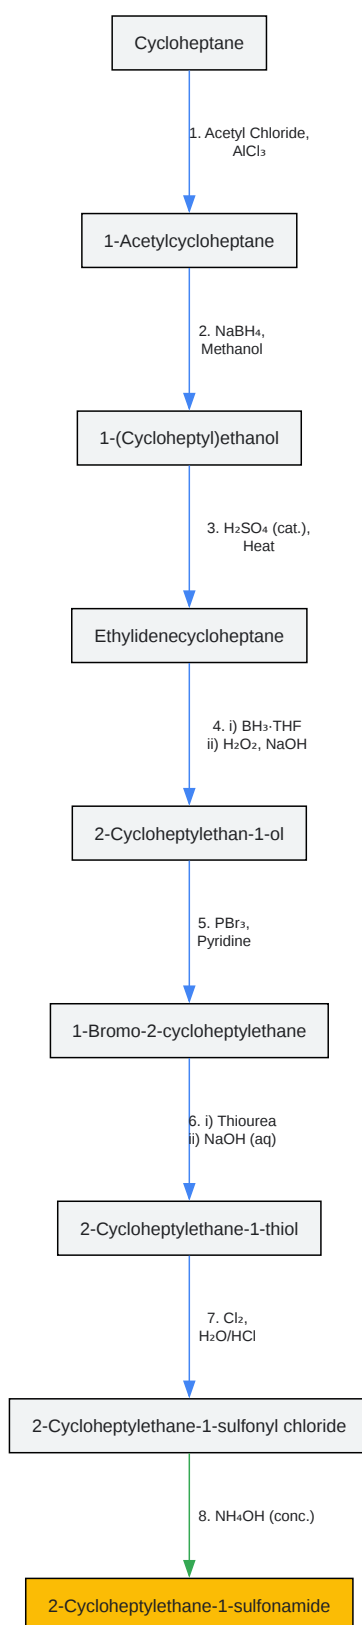 Cycloheptane
1. Acetyl Chloride,
AlCl₃
1-Acetylcycloheptane
2. NaBH₄,
Methanol
1-(Cycloheptyl)ethanol
3. H₂SO₄ (cat.),
Heat
Ethylidenecycloheptane
4. i) BH₃·THF
ii) H₂O₂, NaOH
2-Cycloheptylethan-1-ol
5. PBr₃,
Pyridine
1-Bromo-2-cycloheptylethane
6. i) Thiourea
ii) NaOH (aq)
2-Cycloheptylethane-1-thiol
7. Cl₂,
H₂O/HCl
2-Cycloheptylethane-1-sulfonyl chloride
8. NH₄OH (conc.)
2-Cycloheptylethane-1-sulfonamide